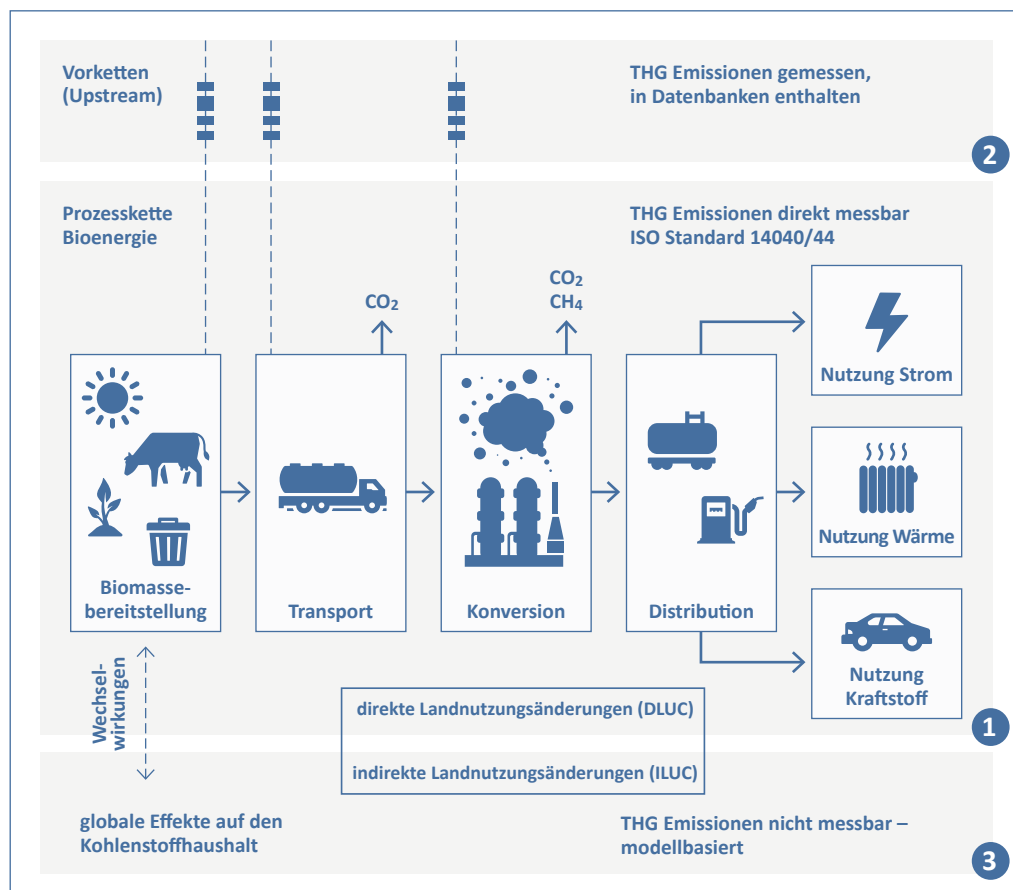 Vorketten
(Upstream)
THG Emissionen gemessen,
in Datenbanken enthalten
2
Prozesskette
Bioenergie
THG Emissionen direkt messbar
ISO Standard 14040/44
CO₂
CO₂
CH₄
Nutzung Strom
Nutzung Wärme
Biomasse-
bereitstellung
Transport
Konversion
Distribution
Nutzung
Kraftstoff
Wechsel-
wirkungen
direkte Landnutzungsänderungen (DLUC)
1
indirekte Landnutzungsänderungen (ILUC)
globale Effekte auf den
Kohlenstoffhaushalt
THG Emissionen nicht messbar –
modellbasiert
3